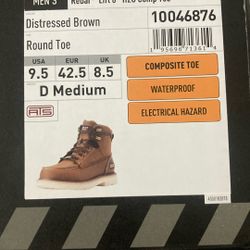 MEN'S
Distressed Brown
10046876
Round Toe
USA EUR UK
9.5 42.5 8.5
D Medium
COMPOSITE TOE
WATERPROOF
ELECTRICAL HAZARD
ATS